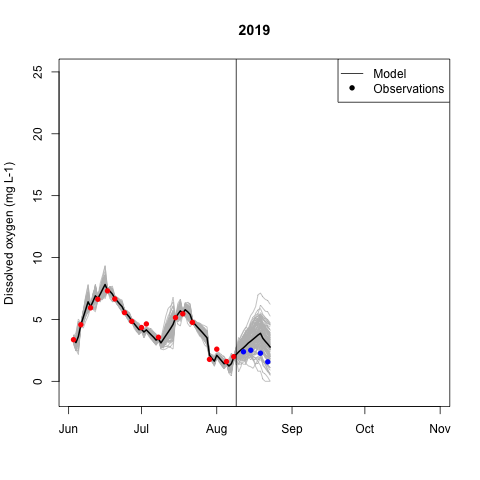 2019
Model
Observations
Dissolved oxygen (mg L-1)
25
20
15
10
5
0
Jun Jul Aug Sep Oct Nov